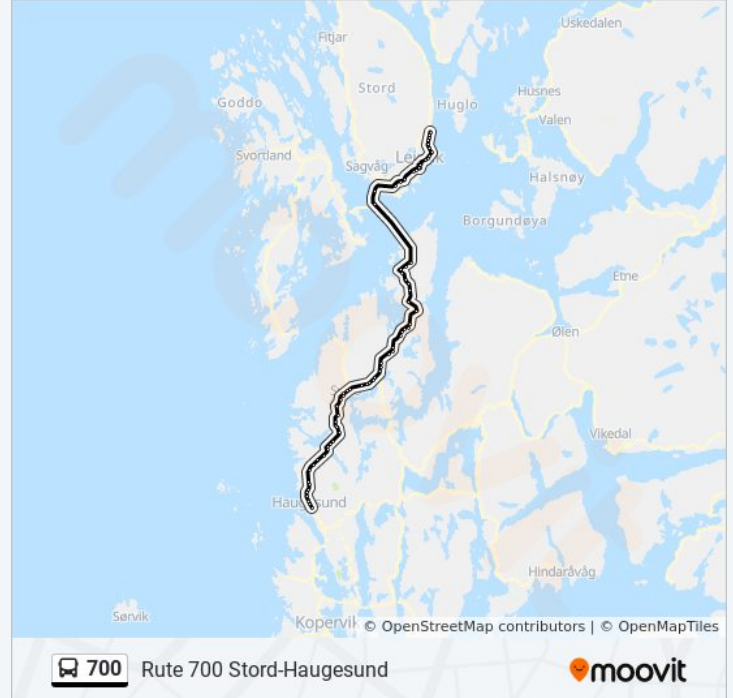 Uskedalen
Fitjar
Stord
Husnes
Goddo
Huglo
Valen
Svortland
Sagvåg
Halsnøy
Borgundøya
Etne
Ølen
Vikedal
Haugesund
Hindaråvåg
Sørvik
© OpenStreetMap contributors | © OpenMapTiles
700 Rute 700 Stord-Haugesund
moovit